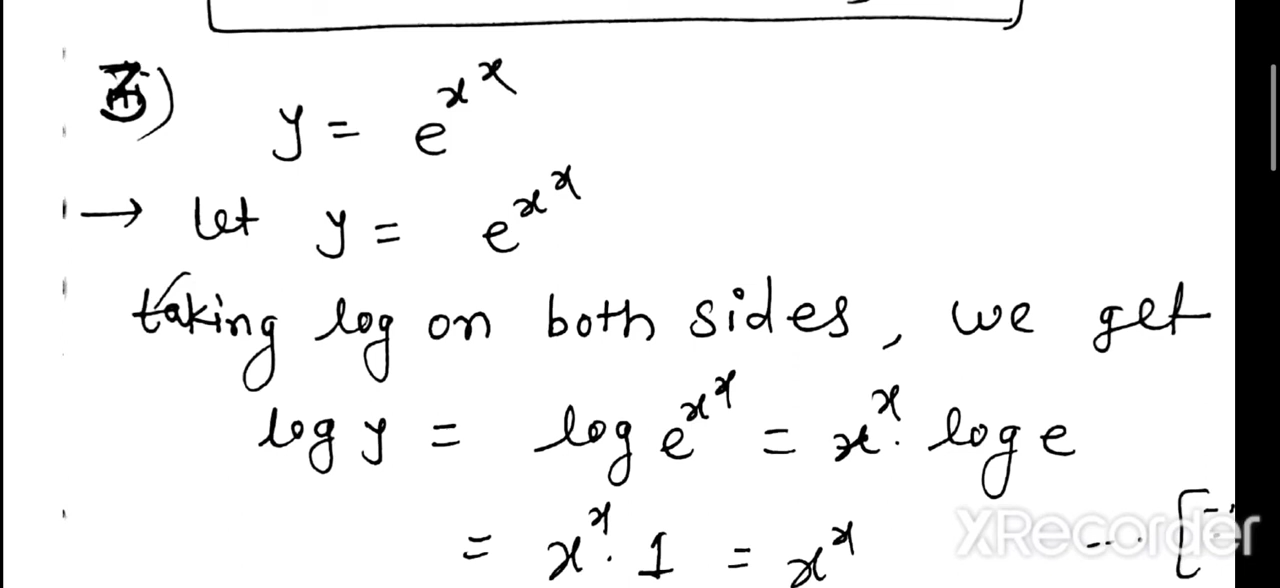 3) y = e^{x^x}
→ let y = e^{x^x}
taking log on both sides, we get
log y = log e^{x^x} = x^x · log e
= x^x · 1 = x^x ... [∵
XRecorder